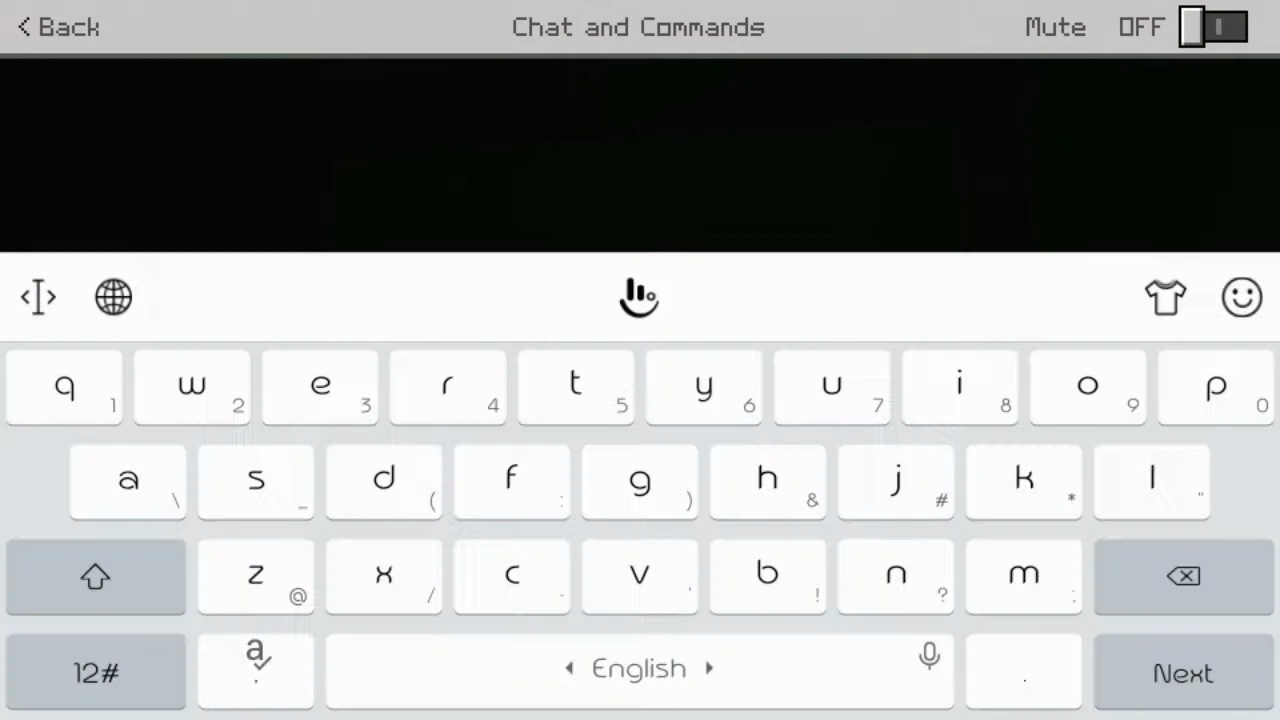 < Back Chat and Commands Mute OFF
q 1 w 2 e 3 r 4 t 5 y 6 u 7 i 8 o 9 p 0
a \ s _ d ( f : g ) h & j # k * l "
z @ x / c - v ' b ! n ? m ;
12# a , English . Next